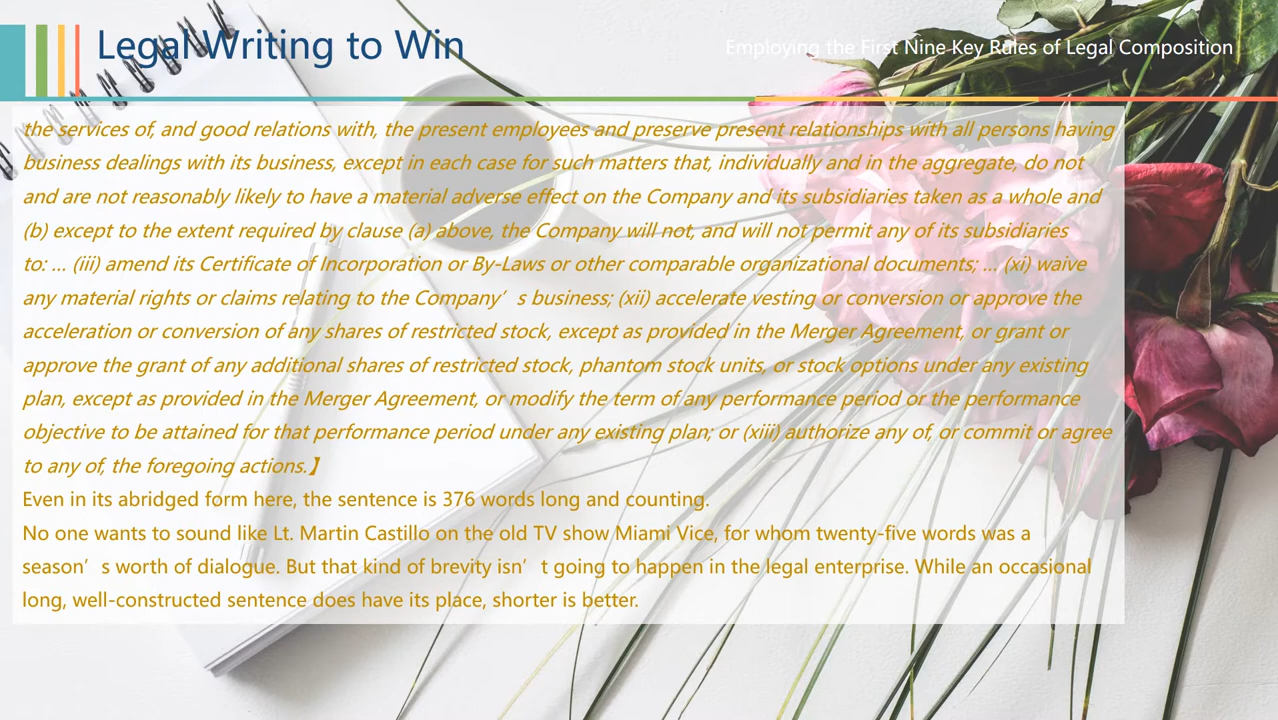 Legal Writing to Win
Employing the First Nine Key Rules of Legal Composition
the services of, and good relations with, the present employees and preserve present relationships with all persons having
business dealings with its business, except in each case for such matters that, individually and in the aggregate, do not
and are not reasonably likely to have a material adverse effect on the Company and its subsidiaries taken as a whole and
(b) except to the extent required by clause (a) above, the Company will not, and will not permit any of its subsidiaries
to: ... (iii) amend its Certificate of Incorporation or By-Laws or other comparable organizational documents; ... (xi) waive
any material rights or claims relating to the Company’s business; (xii) accelerate vesting or conversion or approve the
acceleration or conversion of any shares of restricted stock, except as provided in the Merger Agreement, or grant or
approve the grant of any additional shares of restricted stock, phantom stock units, or stock options under any existing
plan, except as provided in the Merger Agreement, or modify the term of any performance period or the performance
objective to be attained for that performance period under any existing plan; or (xiii) authorize any of, or commit or agree
to any of, the foregoing actions.】
Even in its abridged form here, the sentence is 376 words long and counting.
No one wants to sound like Lt. Martin Castillo on the old TV show Miami Vice, for whom twenty-five words was a
season’s worth of dialogue. But that kind of brevity isn’t going to happen in the legal enterprise. While an occasional
long, well-constructed sentence does have its place, shorter is better.